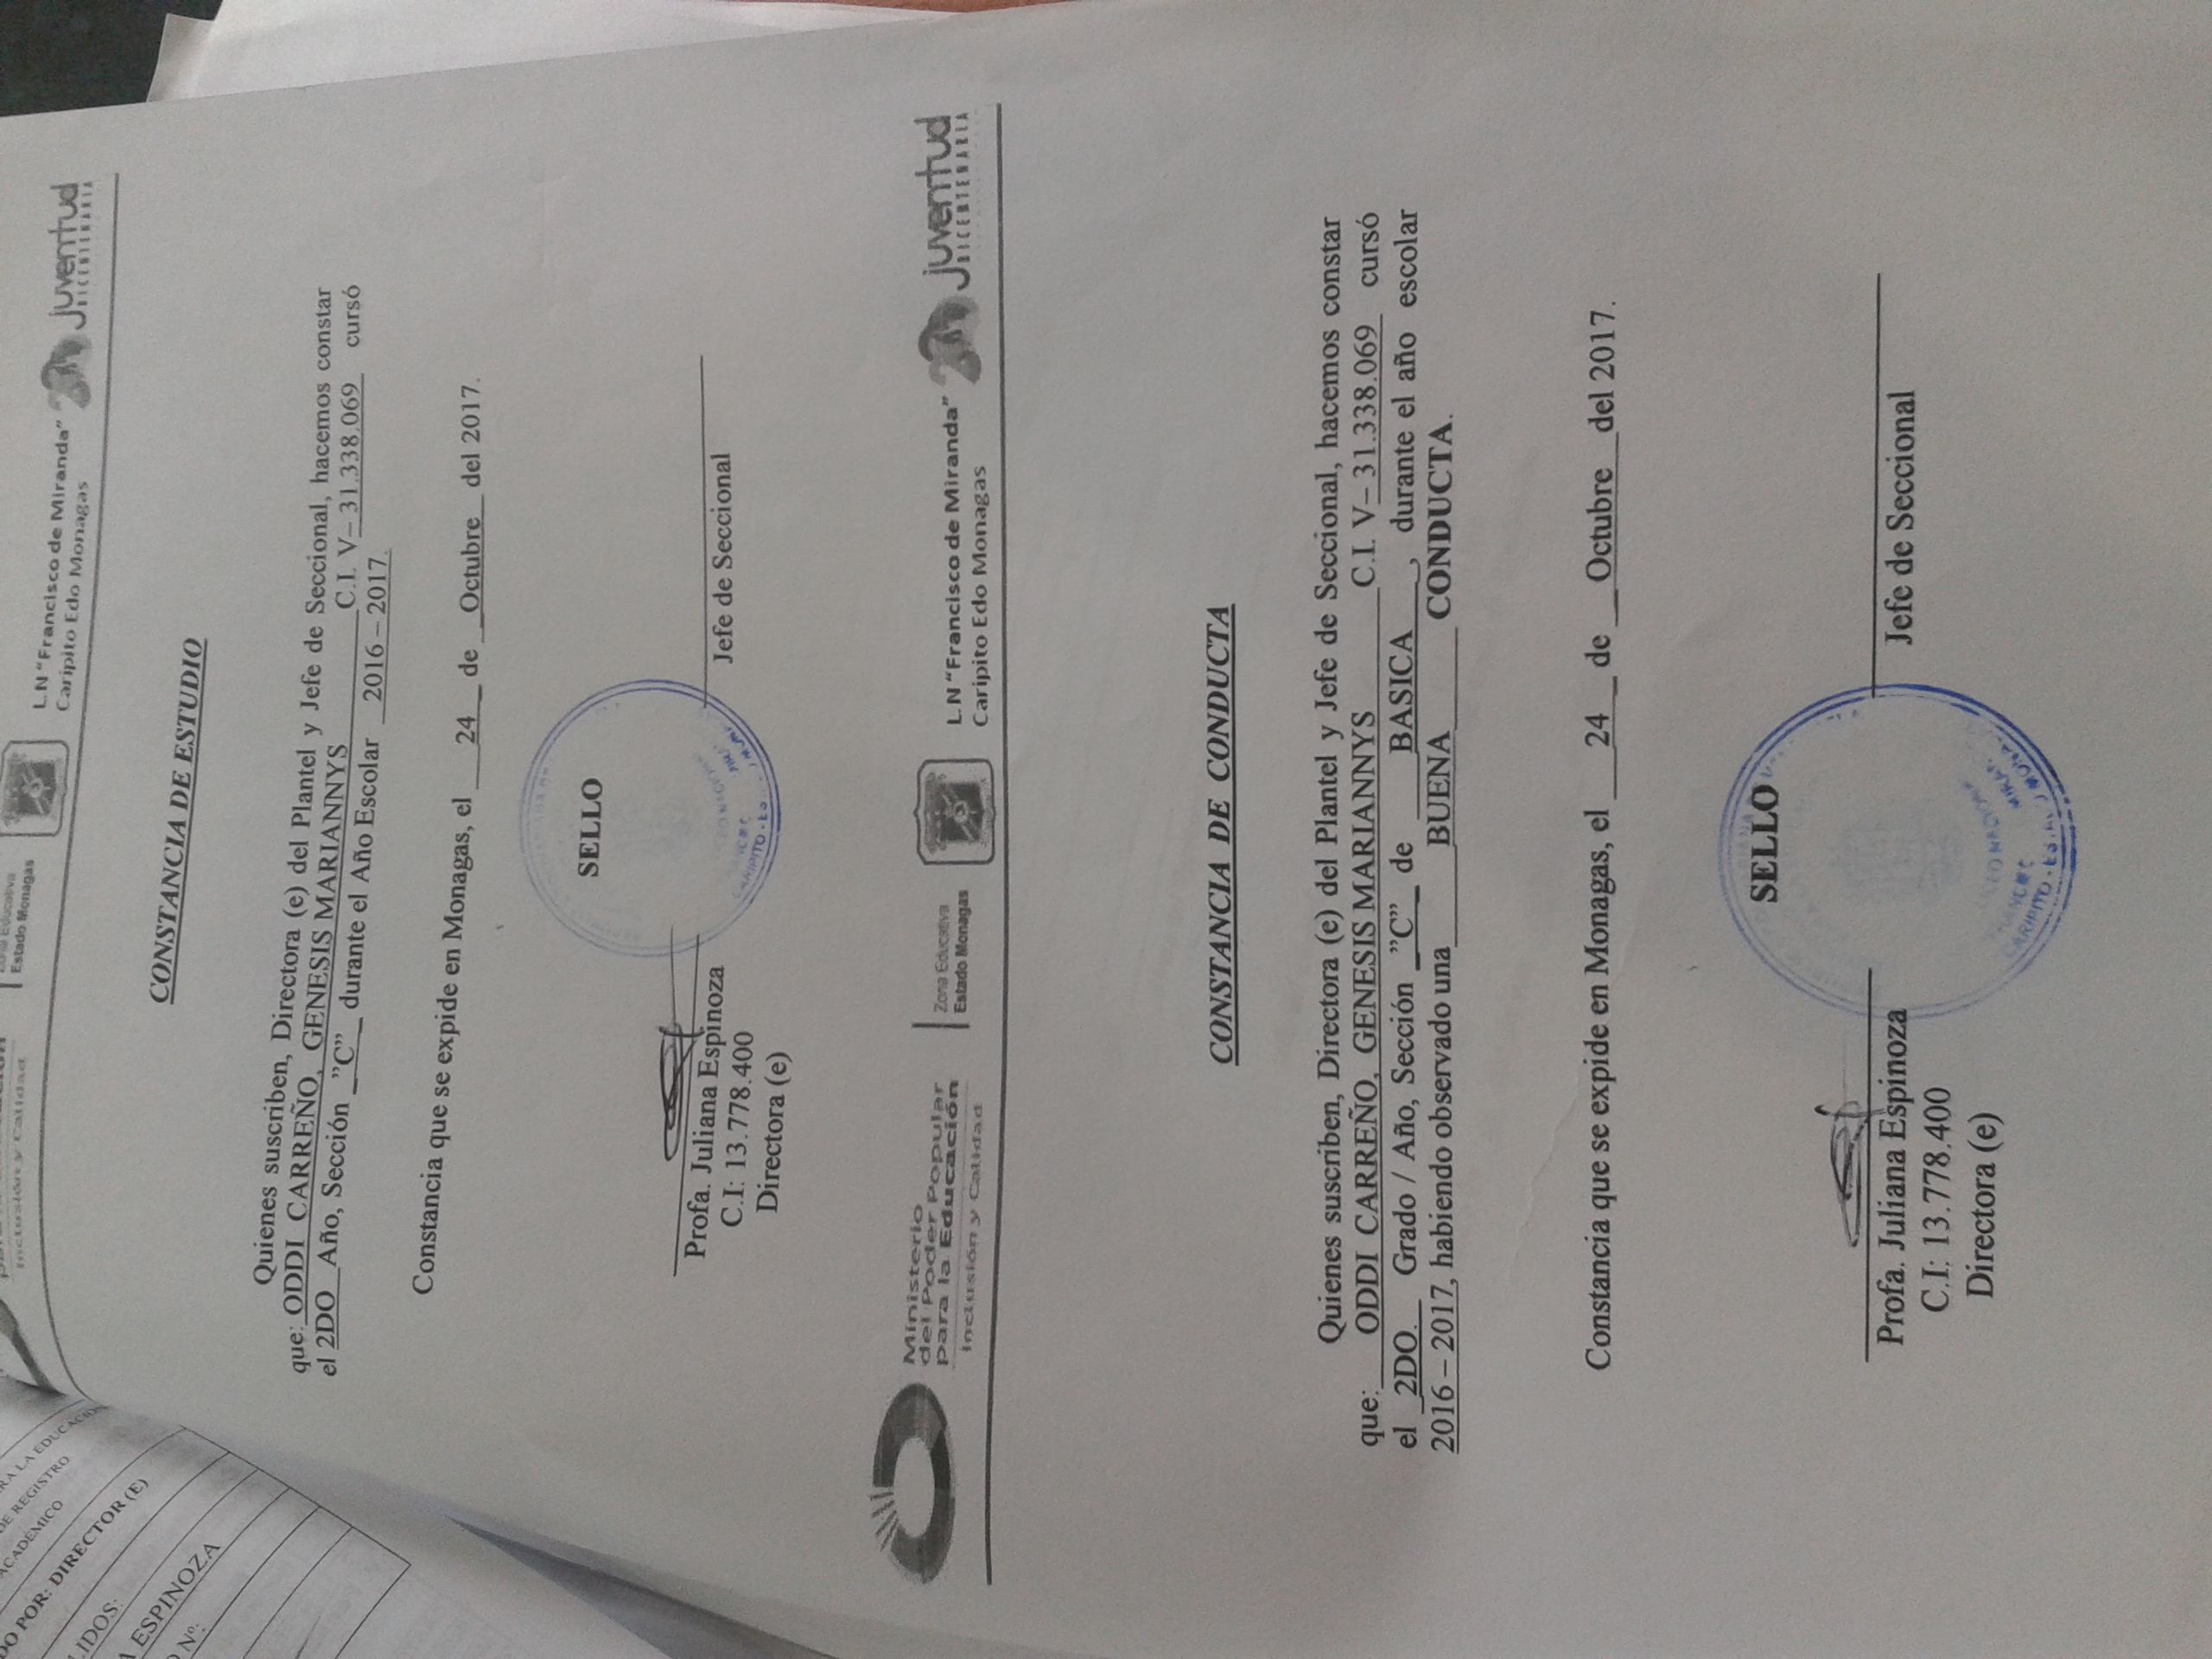 Inclusión y Calidad
Estado Monagas
L.N "Francisco de Miranda"
Caripito Edo Monagas
Juventud
BICENTENARIA
CONSTANCIA DE ESTUDIO
Quienes suscriben, Directora (e) del Plantel y Jefe de Seccional, hacemos constar
que: ODDI CARREÑO, GENESIS MARIANNYS C.I. V– 31.338.069 cursó
el 2DO Año, Sección "C" durante el Año Escolar 2016 – 2017.
Constancia que se expide en Monagas, el 24 de Octubre del 2017.
SELLO
Profa. Juliana Espinoza
C.I: 13.778.400
Directora (e)
Jefe de Seccional
Ministerio
del Poder Popular
Para la Educación
Inclusión y Calidad
Zona Educativa
Estado Monagas
L.N "Francisco de Miranda"
Caripito Edo Monagas
Juventud
BICENTENARIA
CONSTANCIA DE CONDUCTA
Quienes suscriben, Directora (e) del Plantel y Jefe de Seccional, hacemos constar
que: ODDI CARREÑO, GENESIS MARIANNYS C.I. V– 31.338.069 cursó
el 2DO. Grado / Año, Sección "C" de BASICA, durante el año escolar
2016 – 2017, habiendo observado una BUENA CONDUCTA.
Constancia que se expide en Monagas, el 24 de Octubre del 2017.
SELLO
CARIPITO
Profa. Juliana Espinoza
C.I: 13.778.400
Directora (e)
Jefe de Seccional
RA LA EDUCACIÓN
DE REGISTRO
ACADÉMICO
DO POR: DIRECTOR (E)
LIDOS:
A ESPINOZA
Nº: